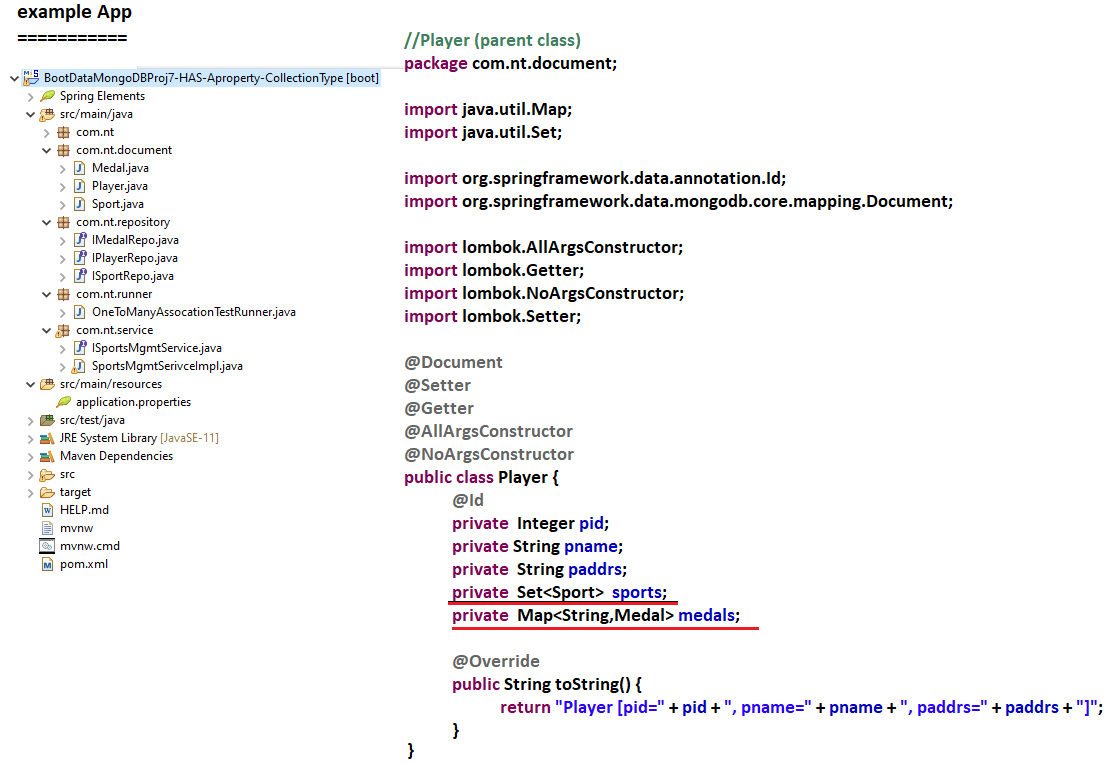 example App
===========
BootDataMongoDBProj7-HAS-Aproperty-CollectionType [boot]
Spring Elements
src/main/java
com.nt
com.nt.document
Medal.java
Player.java
Sport.java
com.nt.repository
IMedalRepo.java
IPlayerRepo.java
ISportRepo.java
com.nt.runner
OneToManyAssocationTestRunner.java
com.nt.service
ISportsMgmtService.java
SportsMgmtSerivceImpl.java
src/main/resources
application.properties
src/test/java
JRE System Library [JavaSE-11]
Maven Dependencies
src
target
HELP.md
mvnw
mvnw.cmd
pom.xml
//Player (parent class)
package com.nt.document;
import java.util.Map;
import java.util.Set;
import org.springframework.data.annotation.Id;
import org.springframework.data.mongodb.core.mapping.Document;
import lombok.AllArgsConstructor;
import lombok.Getter;
import lombok.NoArgsConstructor;
import lombok.Setter;
@Document
@Setter
@Getter
@AllArgsConstructor
@NoArgsConstructor
public class Player {
@Id
private  Integer pid;
private String pname;
private  String paddrs;
private  Set<Sport>  sports;
private  Map<String,Medal> medals;
@Override
public String toString() {
return "Player [pid=" + pid + ", pname=" + pname + ", paddrs=" + paddrs + "]";
}
}